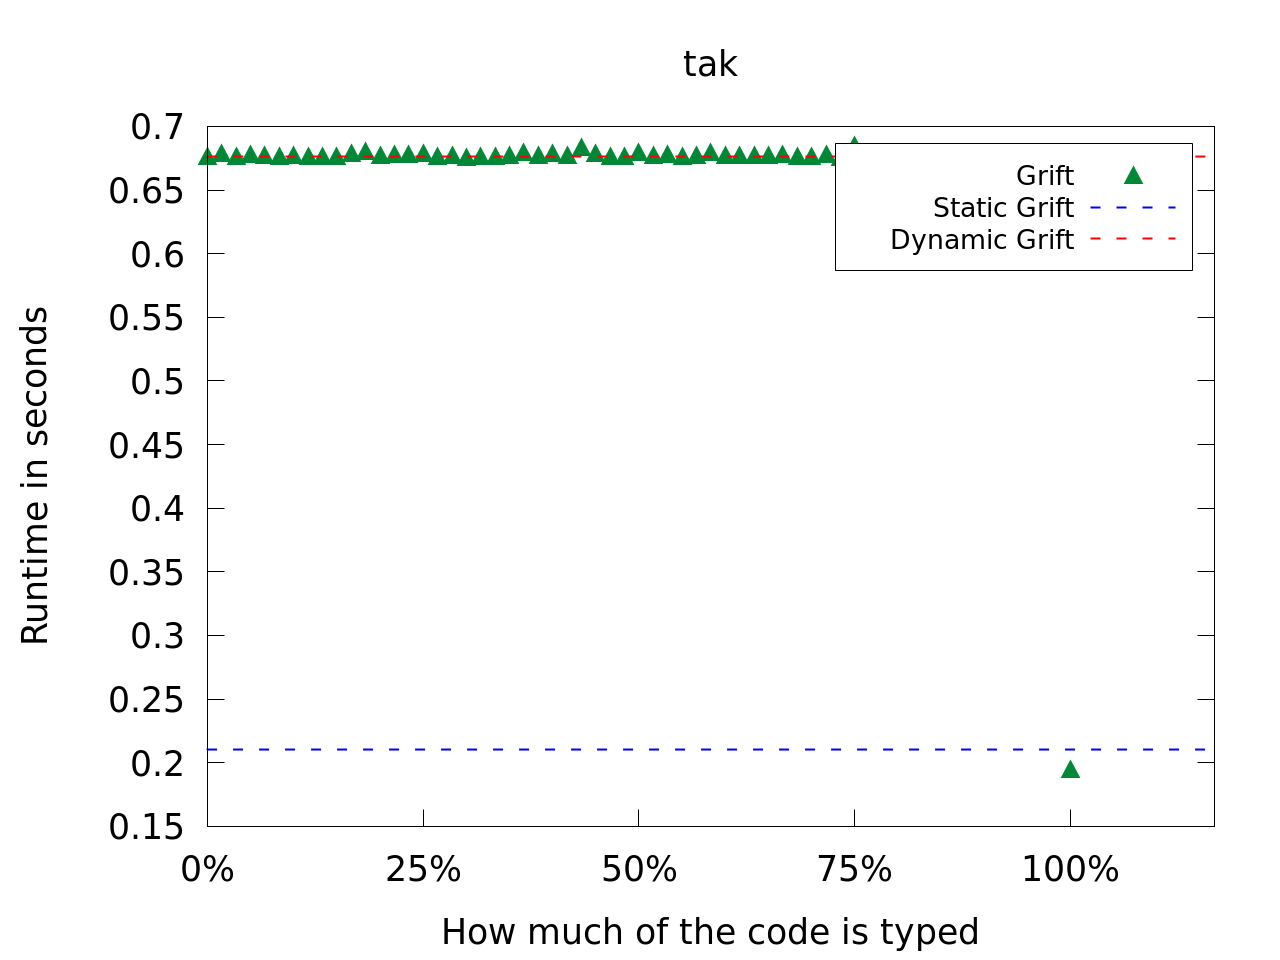 tak
0.7
0.65
0.6
0.55
0.5
0.45
0.4
0.35
0.3
0.25
0.2
0.15
Runtime in seconds
Grift
Static Grift
Dynamic Grift
0% 25% 50% 75% 100%
How much of the code is typed